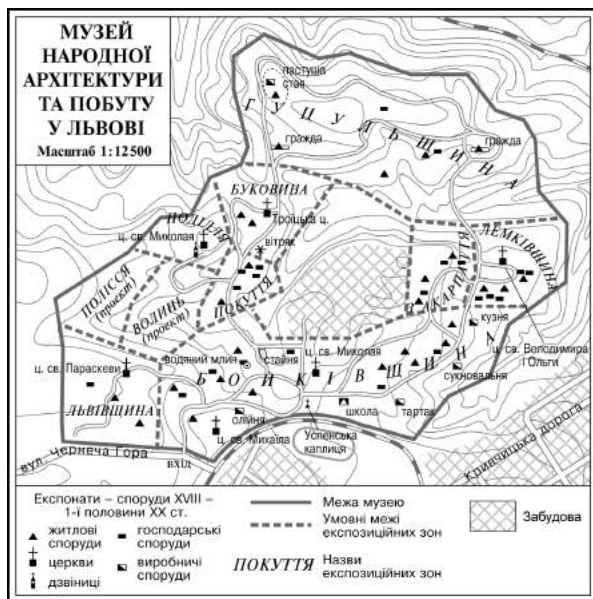 МУЗЕЙ
НАРОДНОЇ
АРХІТЕКТУРИ
ТА ПОБУТУ
У ЛЬВОВІ
Масштаб 1:12 500
пастуша
стая
ГУЦУЛЬЩИНА
гражда
гражда
БУКОВИНА
Троїцька ц.
ПОДІЛЛЯ
ц. св. Миколая
вітряк
ЛЕМКІВЩИНА
ПОЛІССЯ
(проект)
ВОЛИНЬ
(проект)
ПОКУТТЯ
ЗАКАРПАТТЯ
кузня
ц. св. Володимира
і Ольги
водяний млин
стайня
ц. св. Миколая
ц. св. Параскеви
БОЙКІВЩИНА
сукновальня
ЛЬВІВЩИНА
олійня
школа
тартак
ц. св. Михаїла
Успенська
каплиця
вул. Чернеча Гора
вхід
Кривчицька дорога
Експонати – споруди XVIII –
1-ї половини XX ст.
житлові
споруди
господарські
споруди
церкви
виробничі
споруди
дзвіниці
Межа музею
Умовні межі
експозиційних зон
ПОКУТТЯ
Назви
експозиційних зон
Забудова